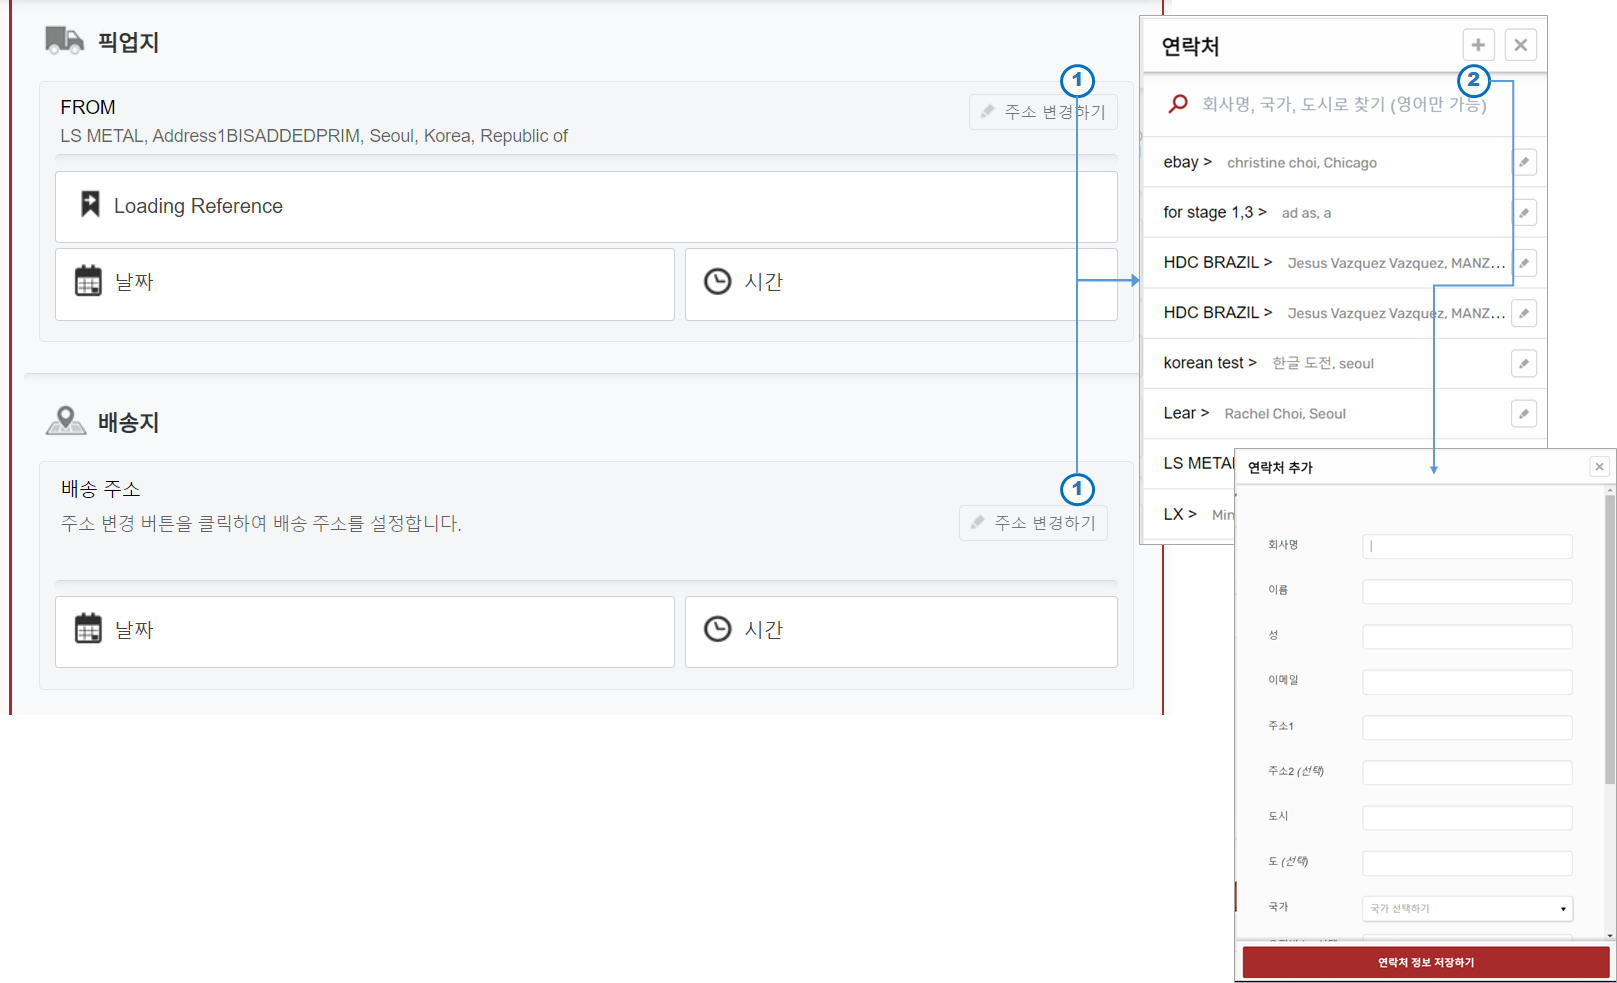 픽업지
FROM
LS METAL, Address1BISADDEDPRIM, Seoul, Korea, Republic of
주소 변경하기
1
Loading Reference
날짜
시간
배송지
배송 주소
주소 변경 버튼을 클릭하여 배송 주소를 설정합니다.
1
주소 변경하기
날짜
시간
연락처
2
회사명, 국가, 도시로 찾기 (영어만 가능)
ebay > christine choi, Chicago
for stage 1,3 > ad as, a
HDC BRAZIL > Jesus Vazquez Vazquez, MANZ...
HDC BRAZIL > Jesus Vazquez Vazquez, MANZ...
korean test > 한글 도전, seoul
Lear > Rachel Choi, Seoul
LS META
LX > Min
연락처 추가
회사명
이름
성
이메일
주소1
주소2 (선택)
도시
도 (선택)
국가
국가 선택하기
연락처 정보 저장하기